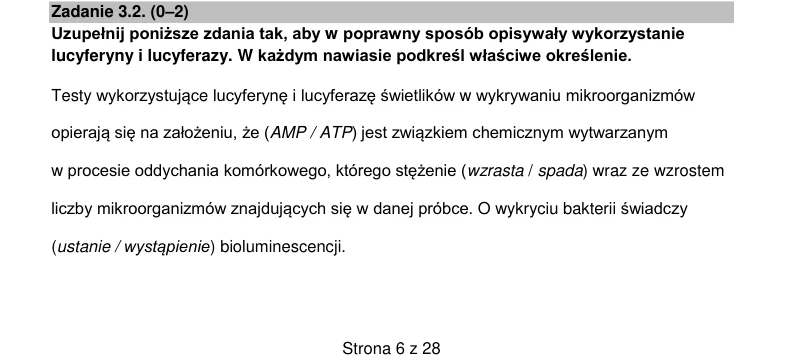 Zadanie 3.2. (0–2)
Uzupełnij poniższe zdania tak, aby w poprawny sposób opisywały wykorzystanie
lucyferyny i lucyferazy. W każdym nawiasie podkreśl właściwe określenie.
Testy wykorzystujące lucyferynę i lucyferazę świetlików w wykrywaniu mikroorganizmów
opierają się na założeniu, że (AMP / ATP) jest związkiem chemicznym wytwarzanym
w procesie oddychania komórkowego, którego stężenie (wzrasta / spada) wraz ze wzrostem
liczby mikroorganizmów znajdujących się w danej próbce. O wykryciu bakterii świadczy
(ustanie / wystąpienie) bioluminescencji.
Strona 6 z 28